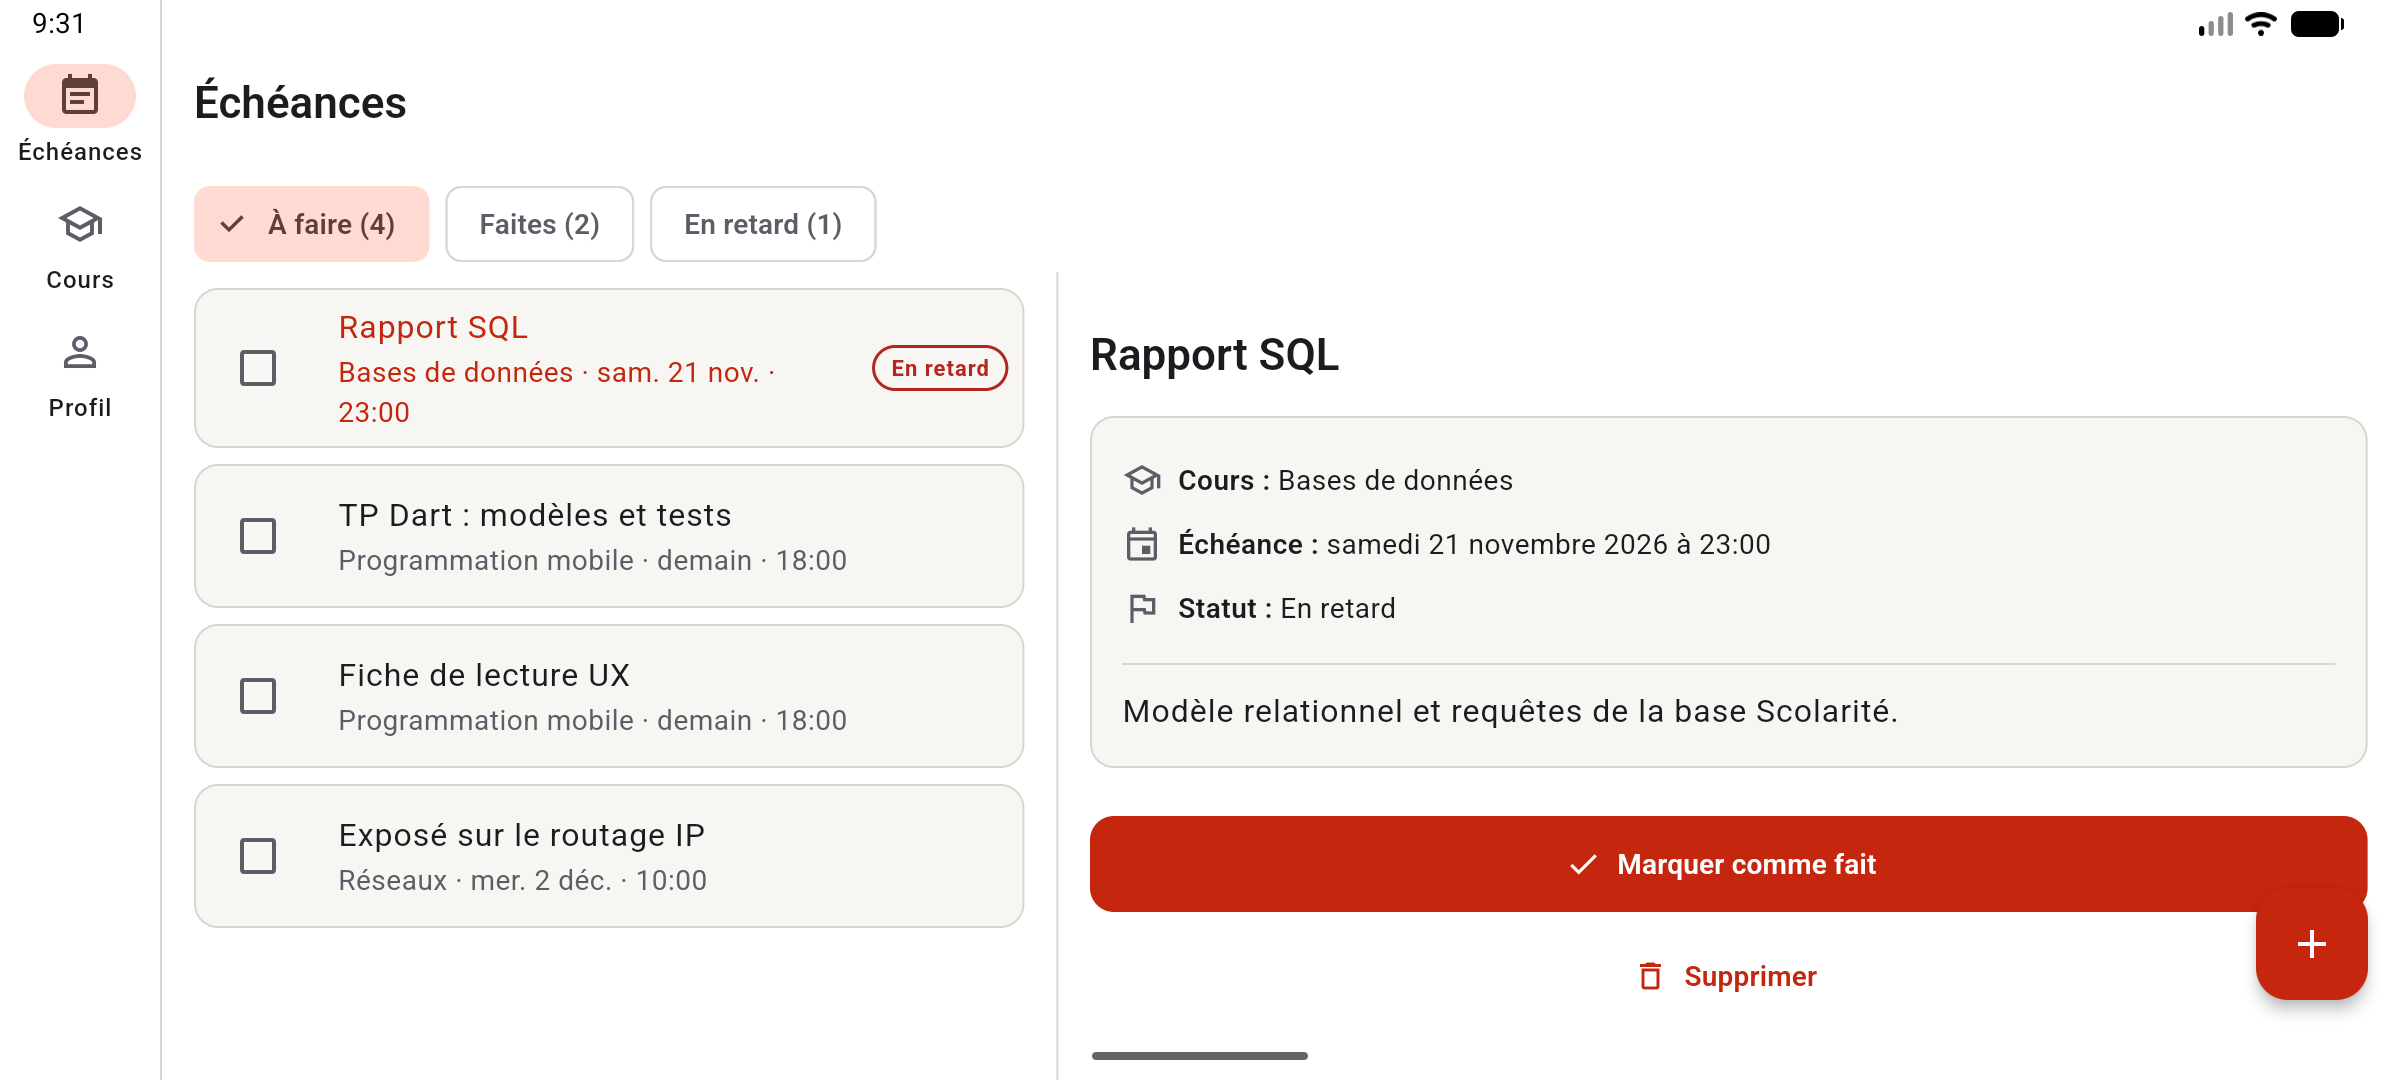 9:31
Échéances
Cours
Profil
Échéances
À faire (4)
Faites (2)
En retard (1)
Rapport SQL
Bases de données · sam. 21 nov. ·
23:00
En retard
TP Dart : modèles et tests
Programmation mobile · demain · 18:00
Fiche de lecture UX
Programmation mobile · demain · 18:00
Exposé sur le routage IP
Réseaux · mer. 2 déc. · 10:00
Rapport SQL
Cours : Bases de données
Échéance : samedi 21 novembre 2026 à 23:00
Statut : En retard
Modèle relationnel et requêtes de la base Scolarité.
Marquer comme fait
Supprimer